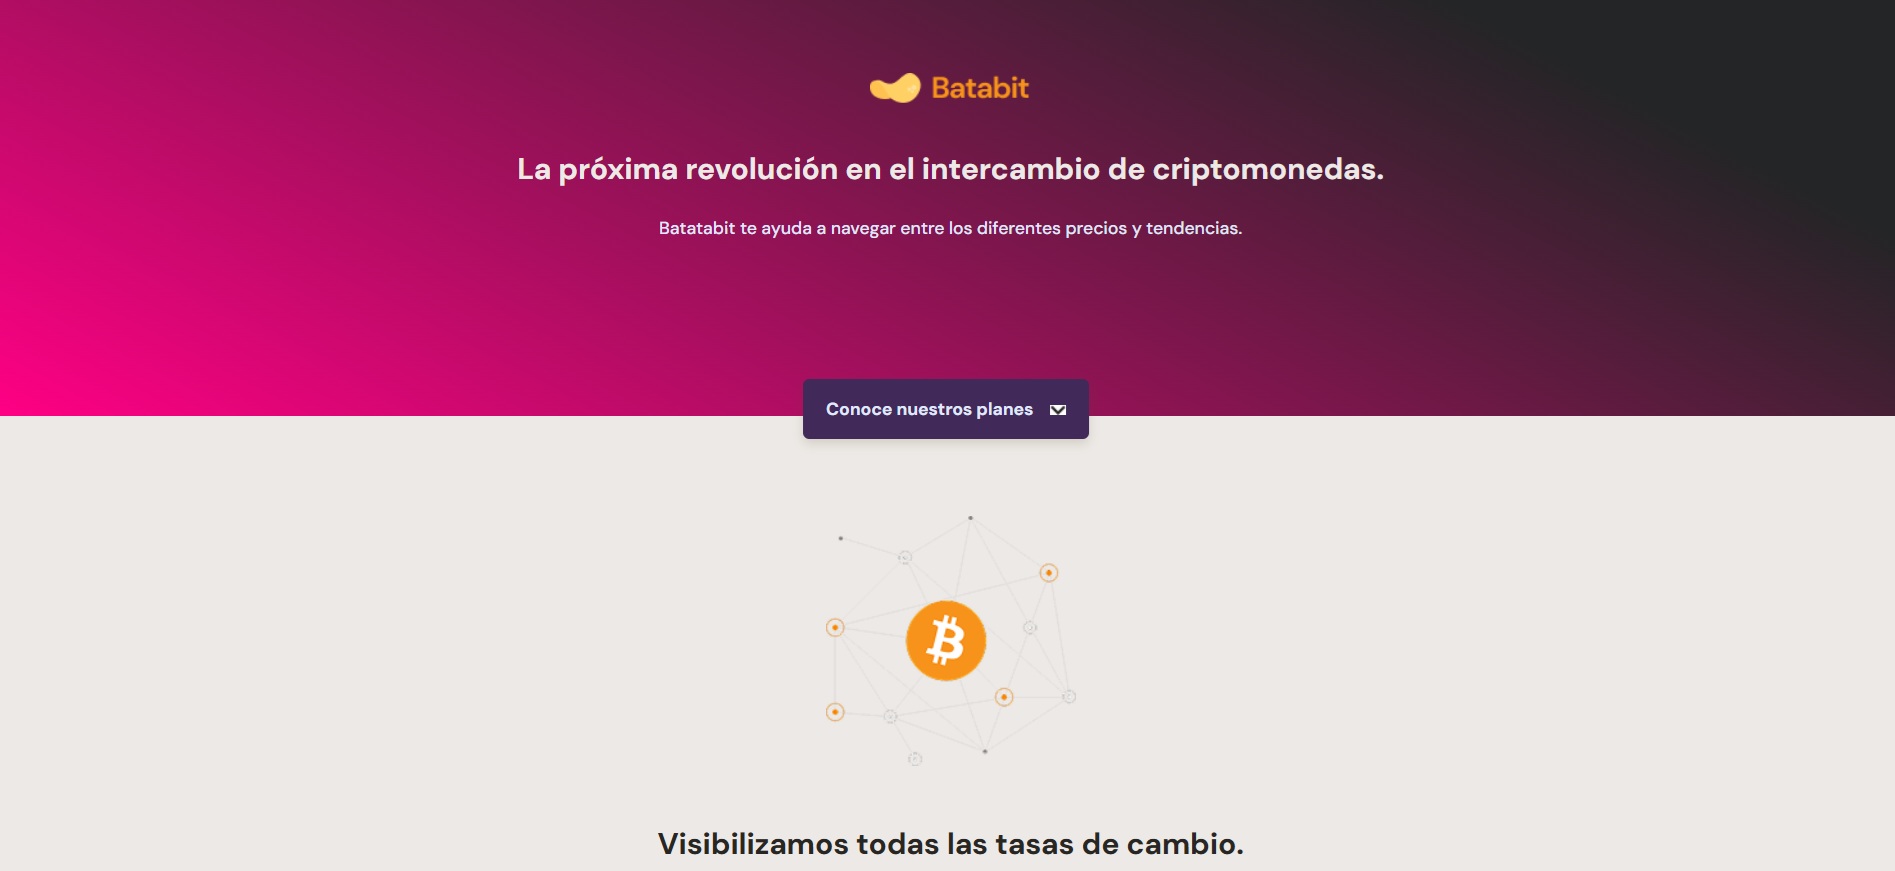 Batabit
La próxima revolución en el intercambio de criptomonedas.
Batatabit te ayuda a navegar entre los diferentes precios y tendencias.
Conoce nuestros planes
Visibilizamos todas las tasas de cambio.